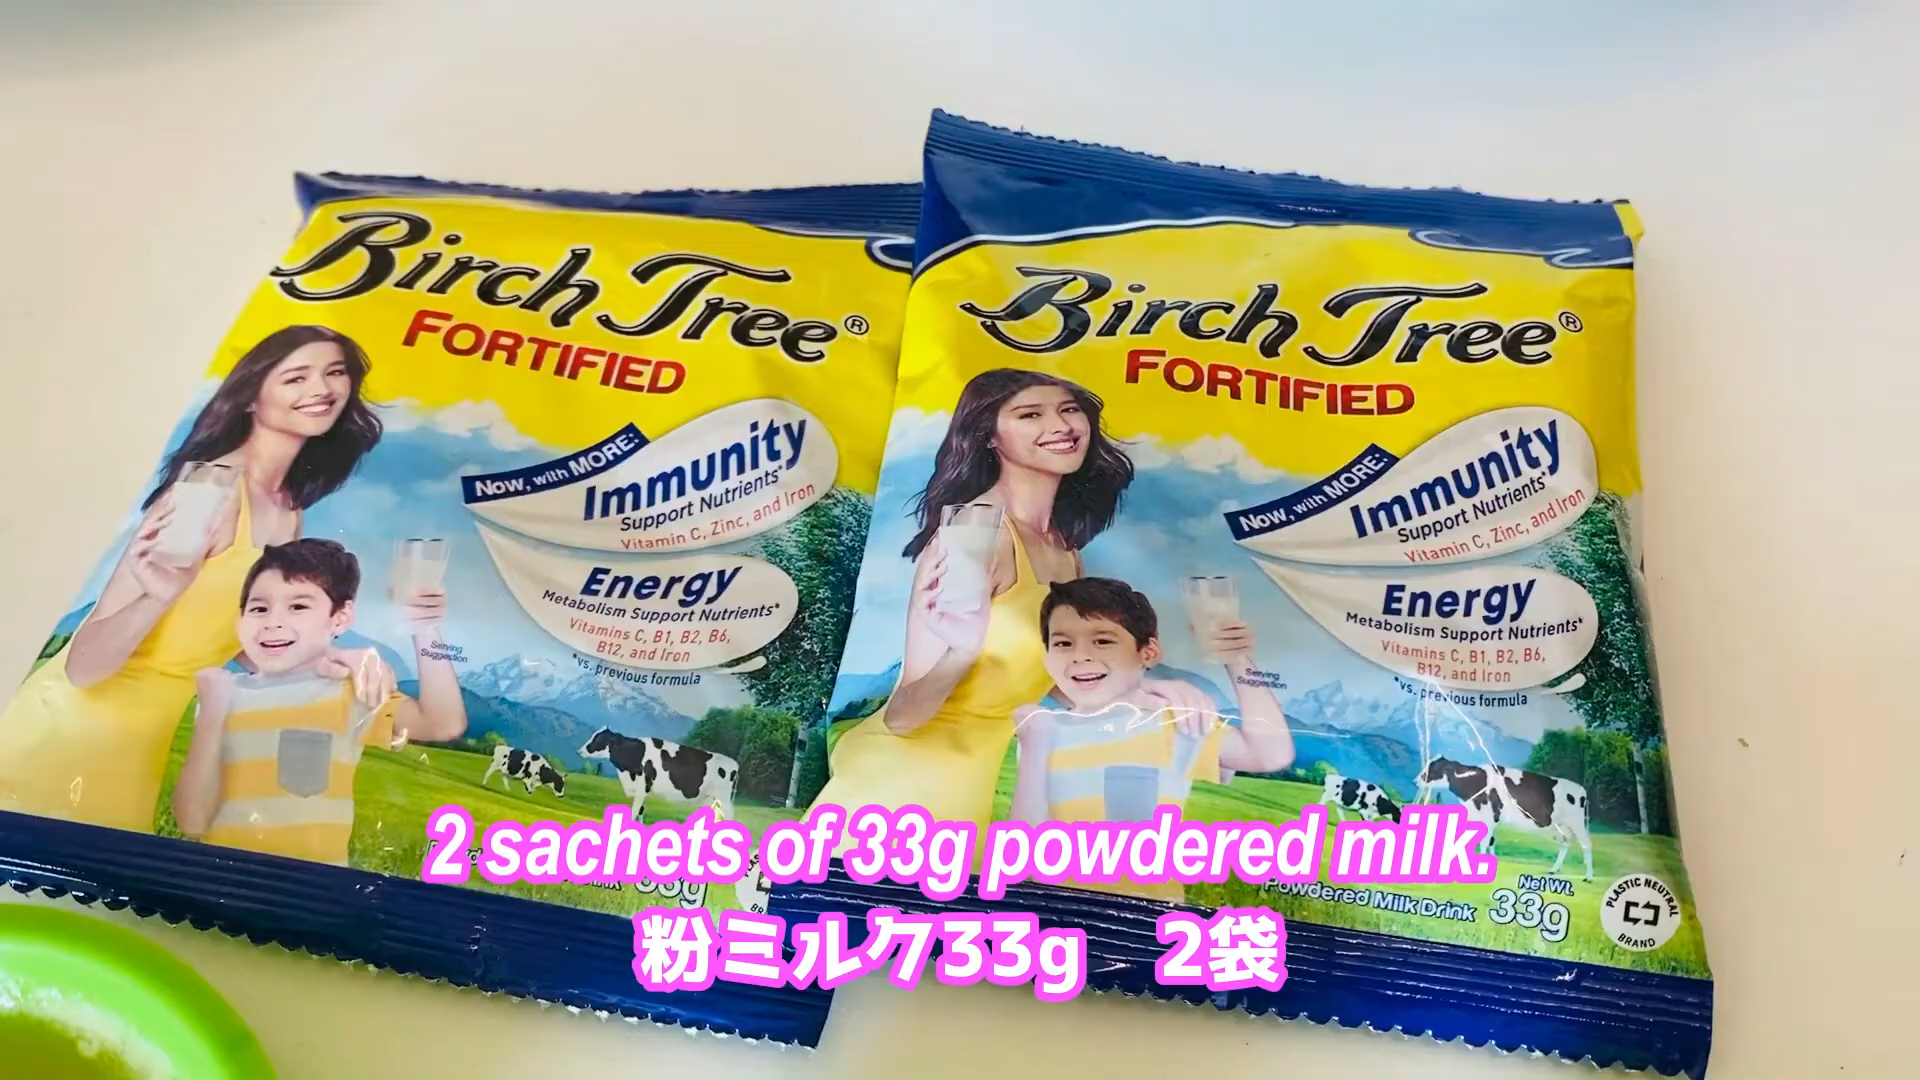 Birch Tree®
FORTIFIED
Now, with MORE:
Immunity
Support Nutrients*
Vitamin C, Zinc, and Iron
Energy
Metabolism Support Nutrients*
Vitamins C, B1, B2, B6,
B12, and Iron
*vs. previous formula
Serving
Suggestion
33g
Birch Tree®
FORTIFIED
Now, with MORE:
Immunity
Support Nutrients*
Vitamin C, Zinc, and Iron
Energy
Metabolism Support Nutrients*
Vitamins C, B1, B2, B6,
B12, and Iron
*vs. previous formula
Serving
Suggestion
Powdered Milk Drink
Net Wt.
33g
PLASTIC NEUTRAL
BRAND
2 sachets of 33g powdered milk.
粉ミルク33g 2袋